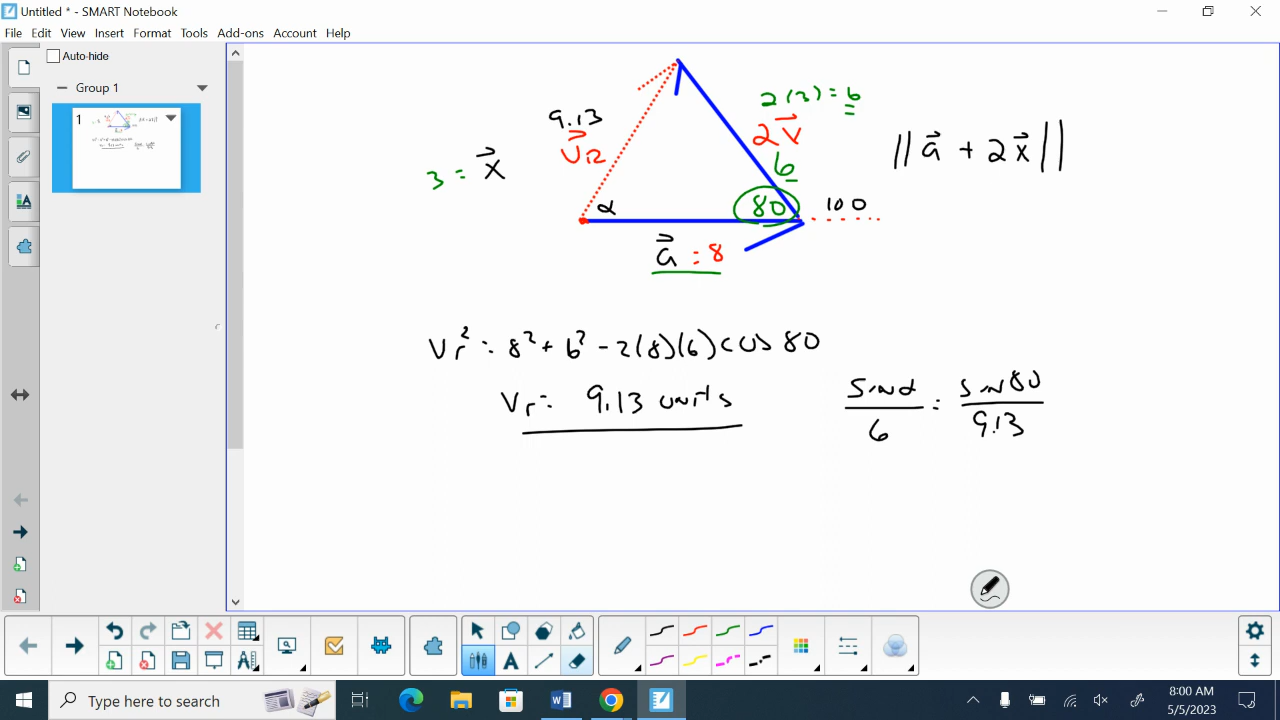 Untitled * - SMART Notebook
File Edit View Insert Format Tools Add-ons Account Help
Auto-hide
Group 1
1
2(3) = 6
9.13
2V
‖a + 2x‖
3 = x
6
α
80
100
a = 8
Vr² = 8² + 6² - 2(8)(6) cos 80
Vr = 9.13 units
sin α / 6 = sin 80 / 9.13
A
Type here to search
8:00 AM
5/5/2023